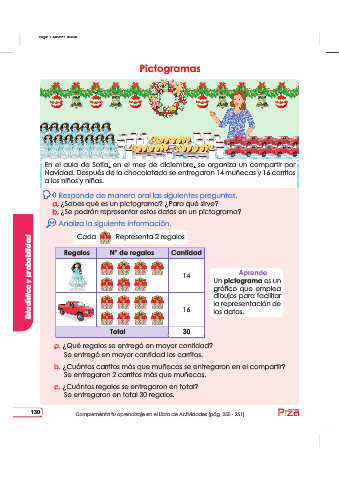 Pictogramas
En el aula de Sofía, en el mes de diciembre, se organiza un compartir por
Navidad. Después de la chocolatada se entregaron 14 muñecas y 16 carritos
a los niños y niñas.
Responde de manera oral las siguientes preguntas.
a. ¿Sabes qué es un pictograma? ¿Para qué sirve?
b. ¿Se podrán representar estos datos en un pictograma?
Analiza la siguiente información.
Cada Representa 2 regalos
Regalos N° de regalos Cantidad
14
16
Total 30
Aprende
Un pictograma es un
gráfico que emplea
dibujos para facilitar
la representación de
los datos.
a. ¿Qué regalos se entregó en mayor cantidad?
Se entregó en mayor cantidad los carritos.
b. ¿Cuántos carritos más que muñecas se entregaron en el compartir?
Se entregaron 2 carritos más que muñecas.
c. ¿Cuántos regalos se entregaron en total?
Se entregaron en total 30 regalos.
Estadística y probabilidad
130
Complementa tu aprendizaje en el Libro de Actividades (pág.